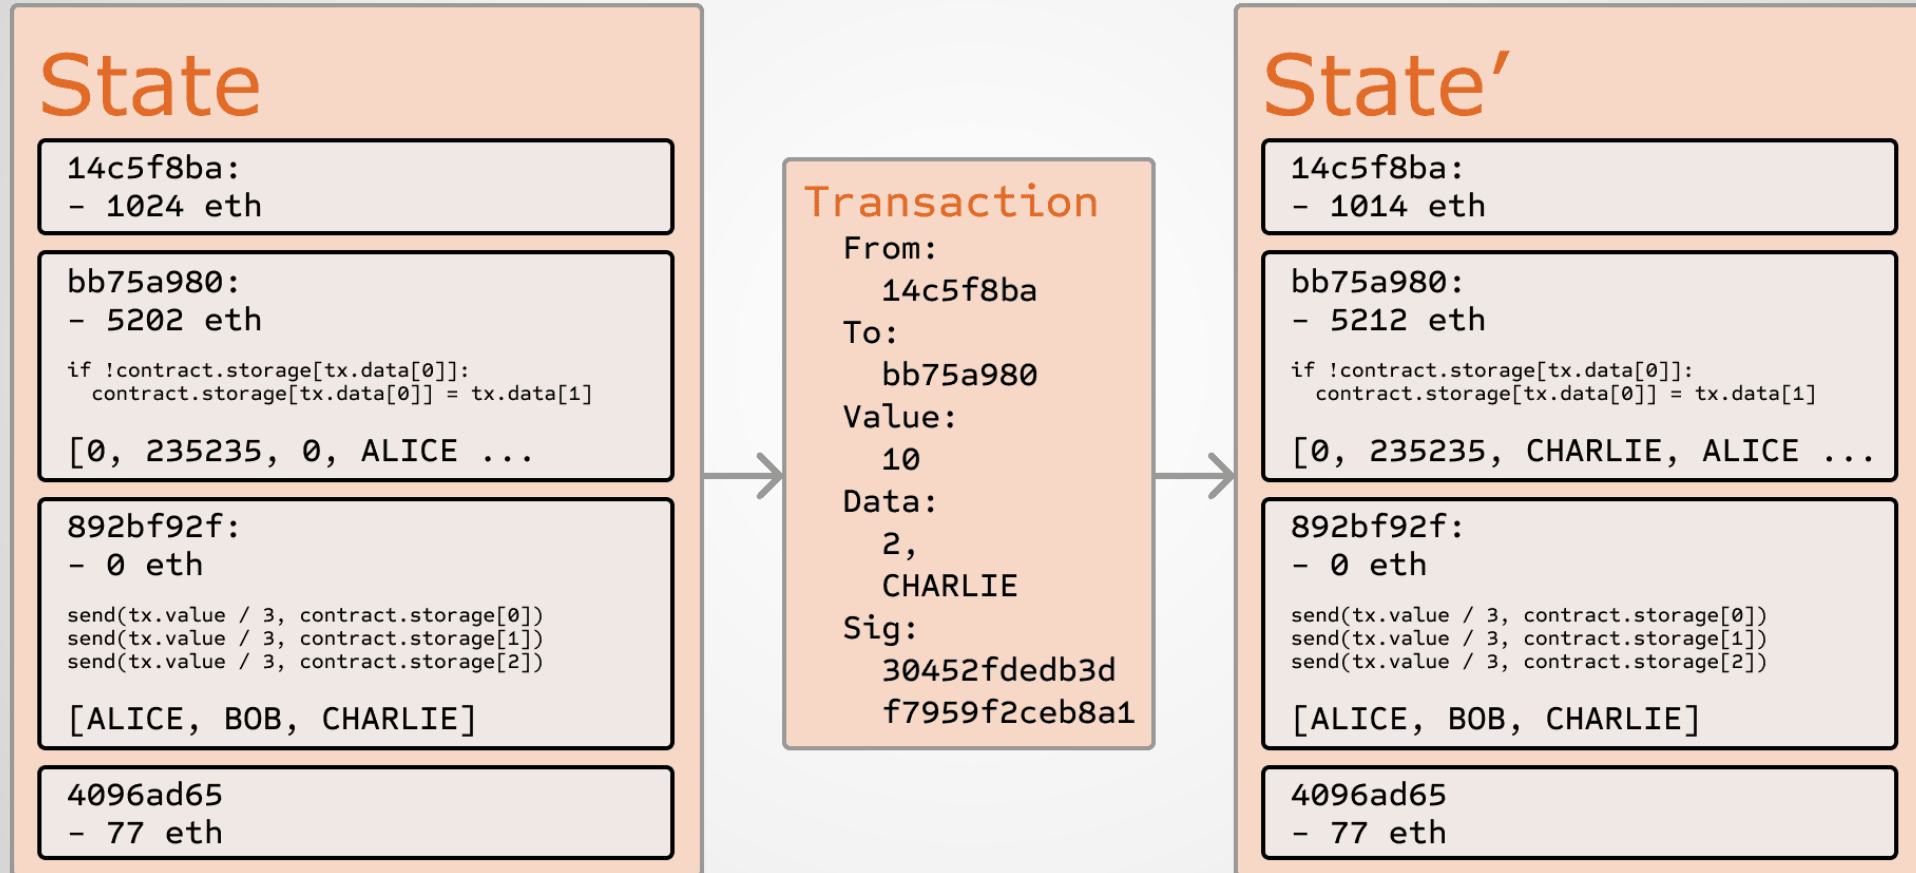 State
14c5f8ba:
- 1024 eth
bb75a980:
- 5202 eth
if !contract.storage[tx.data[0]]:
contract.storage[tx.data[0]] = tx.data[1]
[0, 235235, 0, ALICE ...
892bf92f:
- 0 eth
send(tx.value / 3, contract.storage[0])
send(tx.value / 3, contract.storage[1])
send(tx.value / 3, contract.storage[2])
[ALICE, BOB, CHARLIE]
4096ad65
- 77 eth
Transaction
From:
14c5f8ba
To:
bb75a980
Value:
10
Data:
2,
CHARLIE
Sig:
30452fdedb3d
f7959f2ceb8a1
State′
14c5f8ba:
- 1014 eth
bb75a980:
- 5212 eth
if !contract.storage[tx.data[0]]:
contract.storage[tx.data[0]] = tx.data[1]
[0, 235235, CHARLIE, ALICE ...
892bf92f:
- 0 eth
send(tx.value / 3, contract.storage[0])
send(tx.value / 3, contract.storage[1])
send(tx.value / 3, contract.storage[2])
[ALICE, BOB, CHARLIE]
4096ad65
- 77 eth